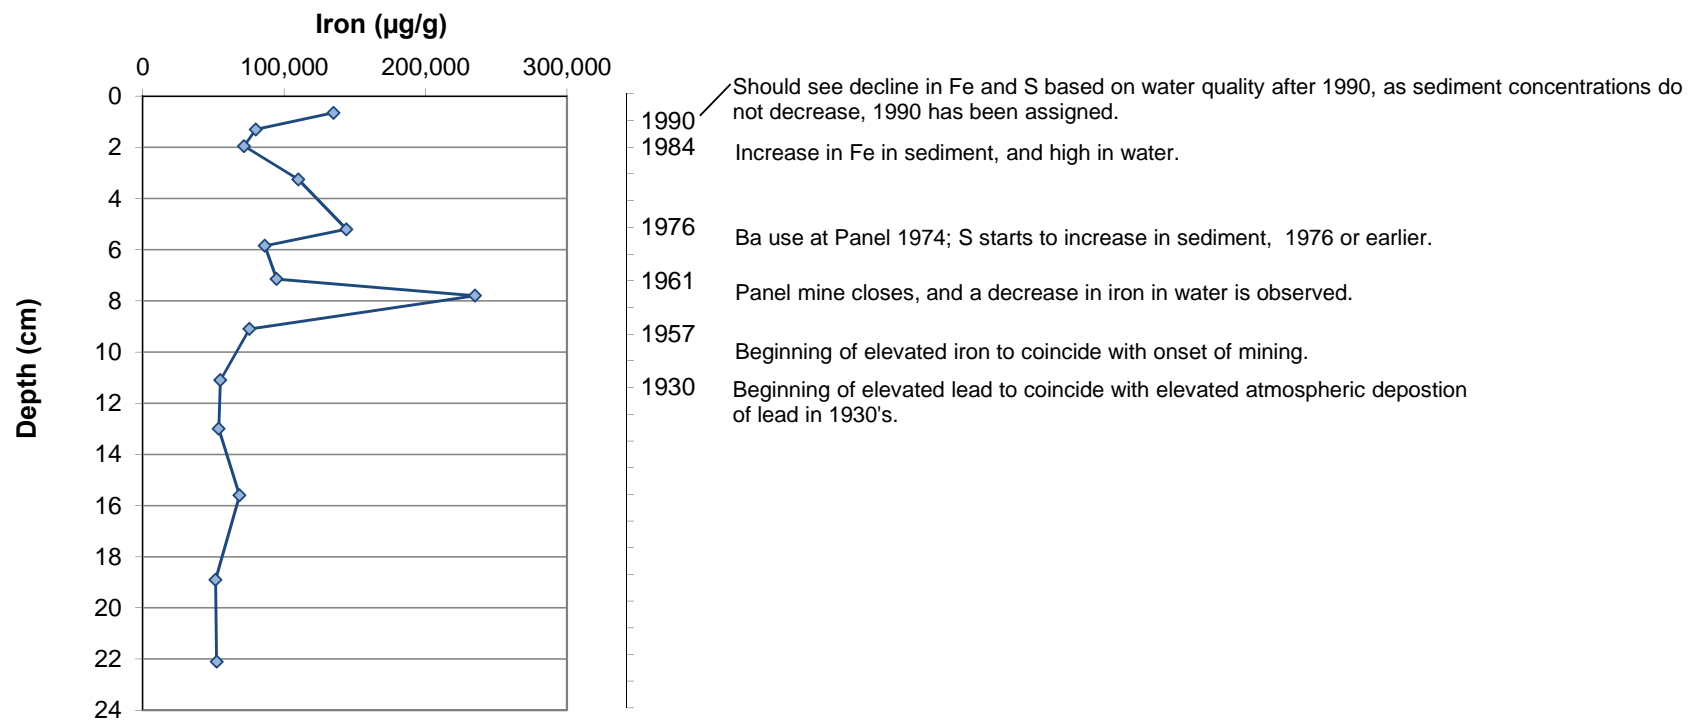 Iron (µg/g)
0 100,000 200,000 300,000
Depth (cm)
0
2
4
6
8
10
12
14
16
18
20
22
24
1990
Should see decline in Fe and S based on water quality after 1990, as sediment concentrations do
not decrease, 1990 has been assigned.
1984
Increase in Fe in sediment, and high in water.
1976
Ba use at Panel 1974; S starts to increase in sediment, 1976 or earlier.
1961
Panel mine closes, and a decrease in iron in water is observed.
1957
Beginning of elevated iron to coincide with onset of mining.
1930
Beginning of elevated lead to coincide with elevated atmospheric depostion
of lead in 1930's.